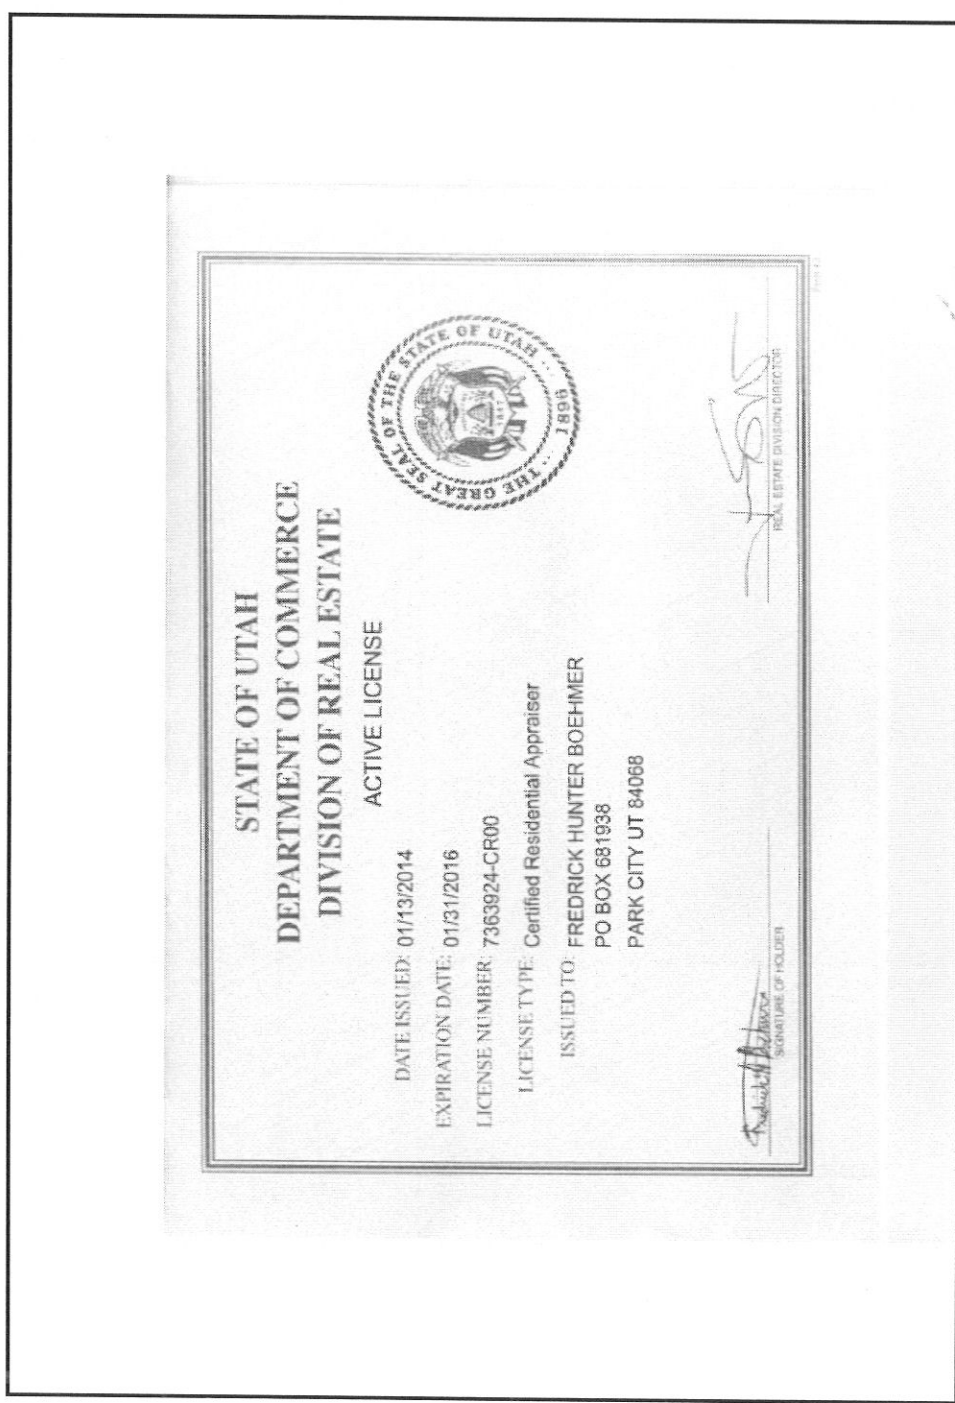 STATE OF UTAH
DEPARTMENT OF COMMERCE
DIVISION OF REAL ESTATE
ACTIVE LICENSE
DATE ISSUED: 01/13/2014
EXPIRATION DATE: 01/31/2016
LICENSE NUMBER: 7363924-CR00
LICENSE TYPE: Certified Residential Appraiser
ISSUED TO: FREDRICK HUNTER BOEHMER
PO BOX 681938
PARK CITY UT 84068
THE GREAT SEAL OF THE STATE OF UTAH
1896
1847
SIGNATURE OF HOLDER
REAL ESTATE DIVISION DIRECTOR